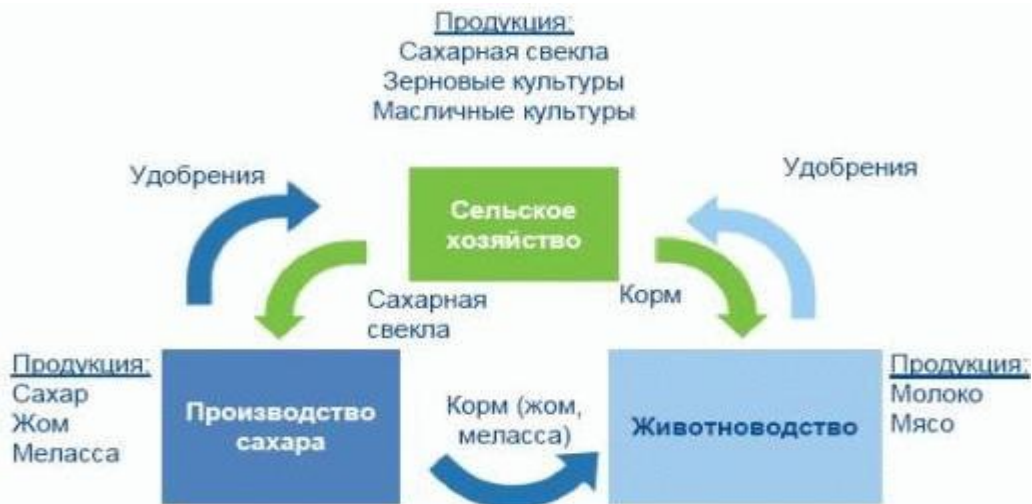 Продукция:
Сахарная свекла
Зерновые культуры
Масличные культуры
Удобрения
Удобрения
Сельское
хозяйство
Сахарная
свекла
Корм
Продукция:
Сахар
Жом
Меласса
Производство
сахара
Корм (жом,
меласса)
Животноводство
Продукция:
Молоко
Мясо